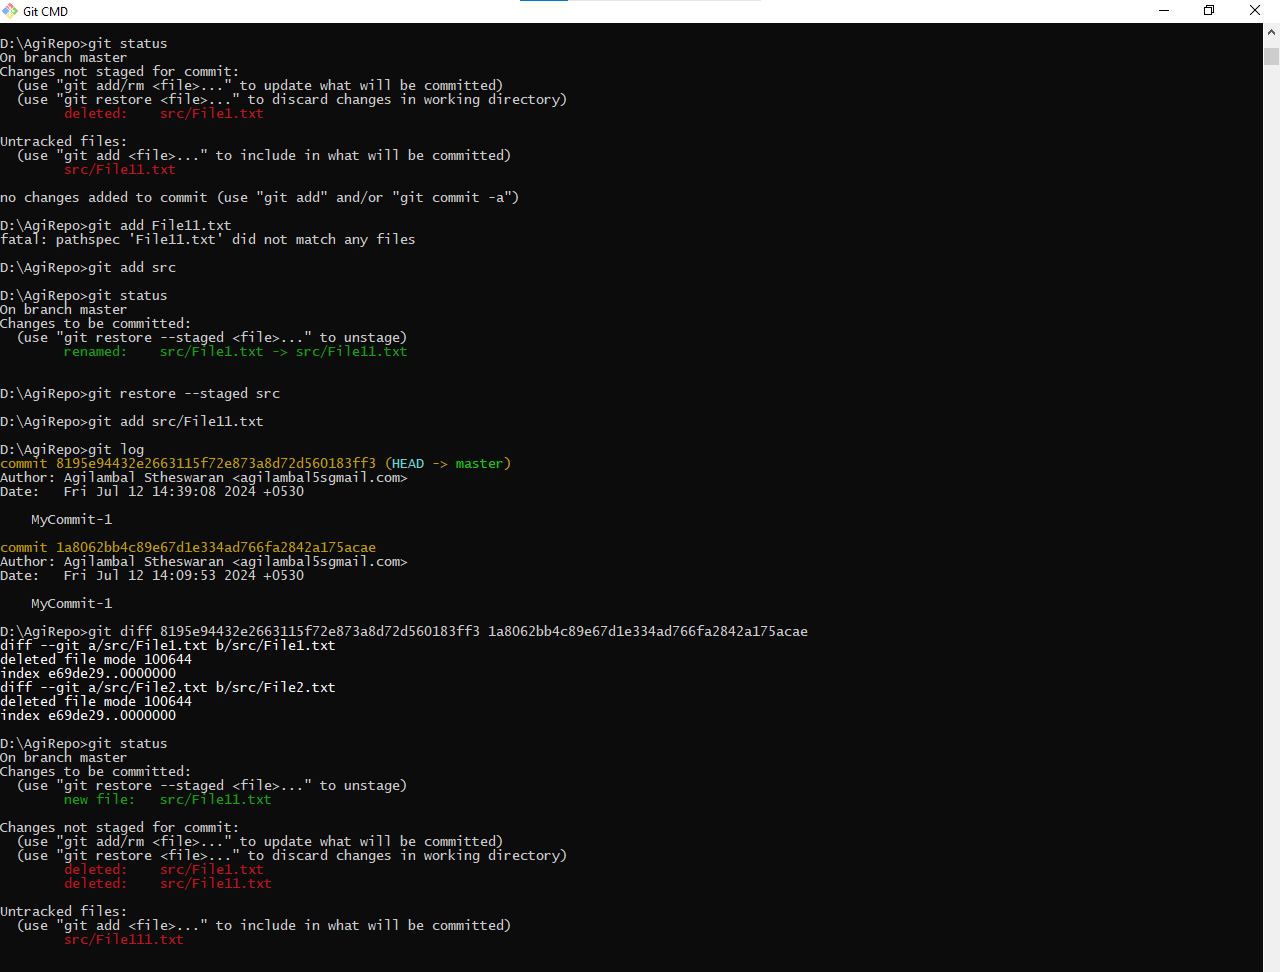 Git CMD
D:\AgiRepo>git status
On branch master
Changes not staged for commit:
  (use "git add/rm <file>..." to update what will be committed)
  (use "git restore <file>..." to discard changes in working directory)
        deleted:    src/File1.txt

Untracked files:
  (use "git add <file>..." to include in what will be committed)
        src/File11.txt

no changes added to commit (use "git add" and/or "git commit -a")

D:\AgiRepo>git add File11.txt
fatal: pathspec 'File11.txt' did not match any files

D:\AgiRepo>git add src

D:\AgiRepo>git status
On branch master
Changes to be committed:
  (use "git restore --staged <file>..." to unstage)
        renamed:    src/File1.txt -> src/File11.txt

D:\AgiRepo>git restore --staged src

D:\AgiRepo>git add src/File11.txt

D:\AgiRepo>git log
commit 8195e94432e2663115f72e873a8d72d560183ff3 (HEAD -> master)
Author: Agilambal Stheswaran <agilambal5sgmail.com>
Date:   Fri Jul 12 14:39:08 2024 +0530

    MyCommit-1

commit 1a8062bb4c89e67d1e334ad766fa2842a175acae
Author: Agilambal Stheswaran <agilambal5sgmail.com>
Date:   Fri Jul 12 14:09:53 2024 +0530

    MyCommit-1

D:\AgiRepo>git diff 8195e94432e2663115f72e873a8d72d560183ff3 1a8062bb4c89e67d1e334ad766fa2842a175acae
diff --git a/src/File1.txt b/src/File1.txt
deleted file mode 100644
index e69de29..0000000
diff --git a/src/File2.txt b/src/File2.txt
deleted file mode 100644
index e69de29..0000000

D:\AgiRepo>git status
On branch master
Changes to be committed:
  (use "git restore --staged <file>..." to unstage)
        new file:   src/File11.txt

Changes not staged for commit:
  (use "git add/rm <file>..." to update what will be committed)
  (use "git restore <file>..." to discard changes in working directory)
        deleted:    src/File1.txt
        deleted:    src/File11.txt

Untracked files:
  (use "git add <file>..." to include in what will be committed)
        src/File111.txt